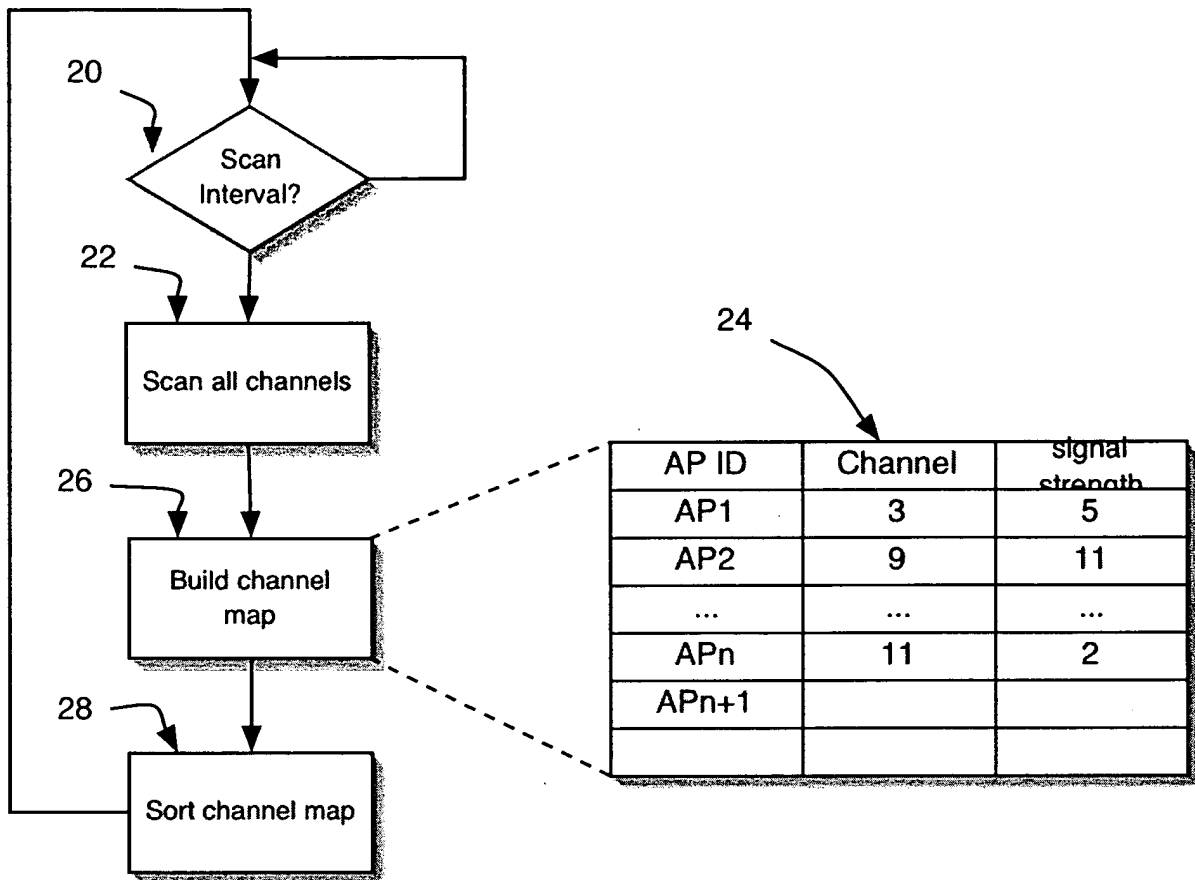 20
Scan
Interval?
22
Scan all channels
24
26
Build channel
map
AP ID Channel signal
strength
AP1 3 5
AP2 9 11
... ... ...
APn 11 2
APn+1
28
Sort channel map